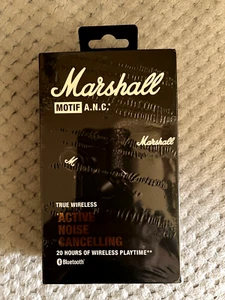 Marshall
MOTIF A.N.C.
Marshall
M
TRUE WIRELESS
ACTIVE
NOISE
CANCELLING
20 HOURS OF WIRELESS PLAYTIME**
Bluetooth